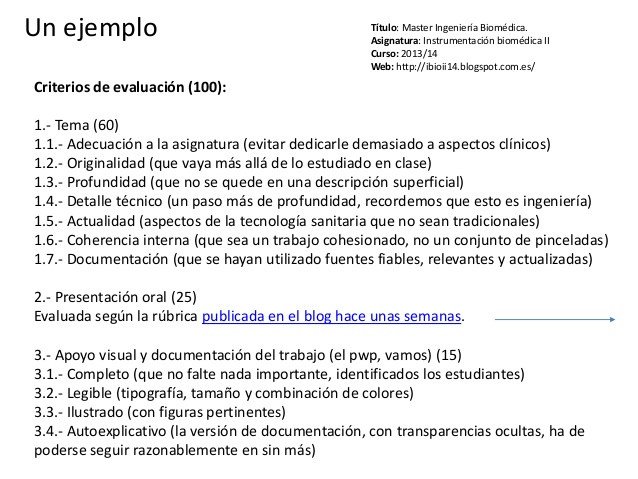 Un ejemplo
Título: Master Ingeniería Biomédica.
Asignatura: Instrumentación biomédica II
Curso: 2013/14
Web: http://ibioii14.blogspot.com.es/
Criterios de evaluación (100):
1.- Tema (60)
1.1.- Adecuación a la asignatura (evitar dedicarle demasiado a aspectos clínicos)
1.2.- Originalidad (que vaya más allá de lo estudiado en clase)
1.3.- Profundidad (que no se quede en una descripción superficial)
1.4.- Detalle técnico (un paso más de profundidad, recordemos que esto es ingeniería)
1.5.- Actualidad (aspectos de la tecnología sanitaria que no sean tradicionales)
1.6.- Coherencia interna (que sea un trabajo cohesionado, no un conjunto de pinceladas)
1.7.- Documentación (que se hayan utilizado fuentes fiables, relevantes y actualizadas)
2.- Presentación oral (25)
Evaluada según la rúbrica publicada en el blog hace unas semanas.
3.- Apoyo visual y documentación del trabajo (el pwp, vamos) (15)
3.1.- Completo (que no falte nada importante, identificados los estudiantes)
3.2.- Legible (tipografía, tamaño y combinación de colores)
3.3.- Ilustrado (con figuras pertinentes)
3.4.- Autoexplicativo (la versión de documentación, con transparencias ocultas, ha de
poderse seguir razonablemente en sin más)